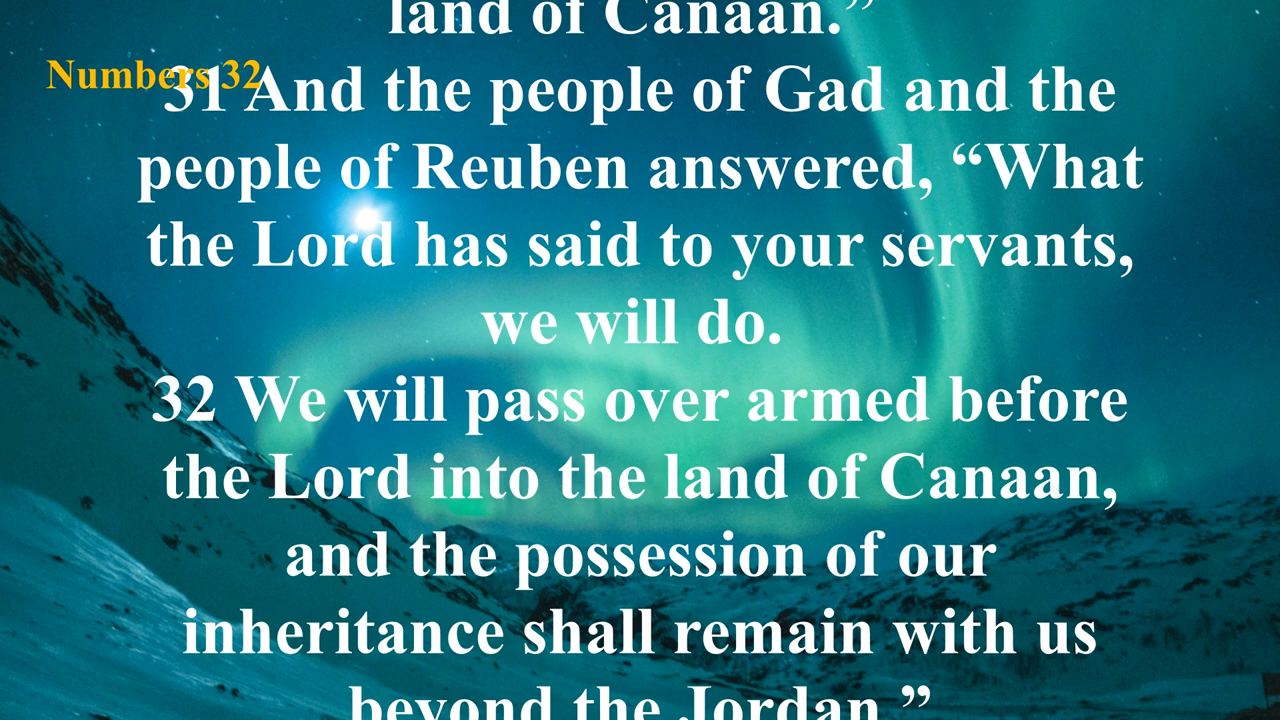 land of Canaan.”
Numbers 32
31 And the people of Gad and the
people of Reuben answered, “What
the Lord has said to your servants,
we will do.
32 We will pass over armed before
the Lord into the land of Canaan,
and the possession of our
inheritance shall remain with us
beyond the Jordan.”